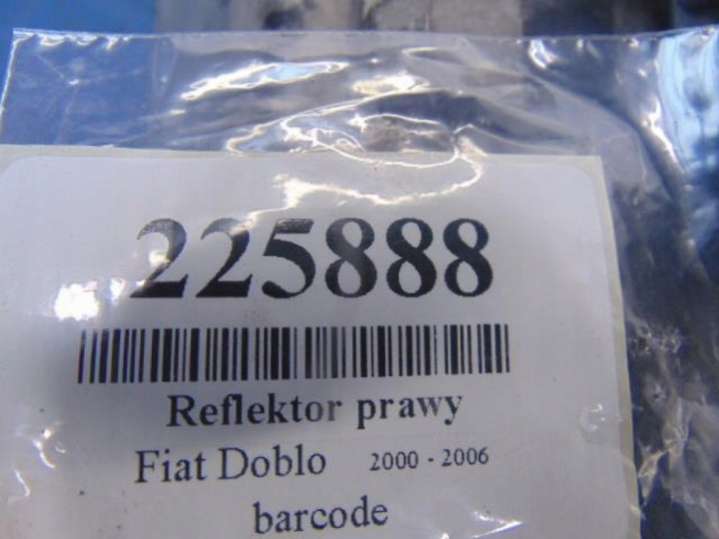 225888
Reflektor prawy
Fiat Doblo 2000 - 2006
barcode